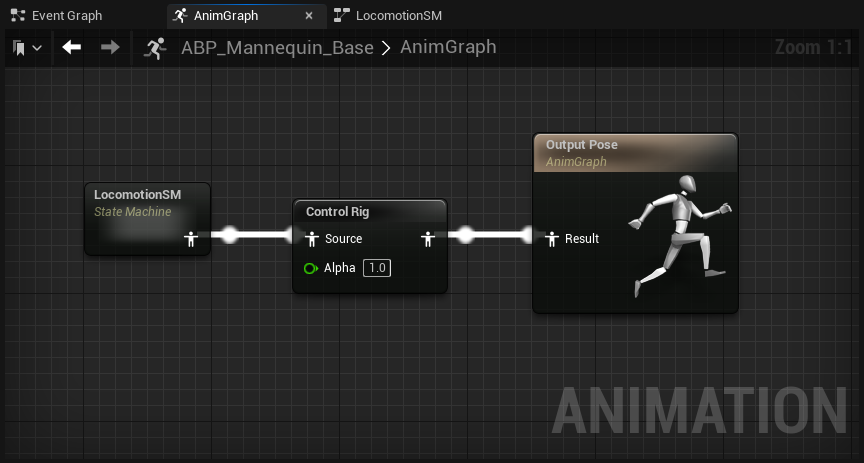 Event Graph
AnimGraph
LocomotionSM
ABP_Mannequin_Base > AnimGraph
Zoom 1:1
LocomotionSM
State Machine
Control Rig
Source
Alpha 1.0
Output Pose
AnimGraph
Result
ANIMATION